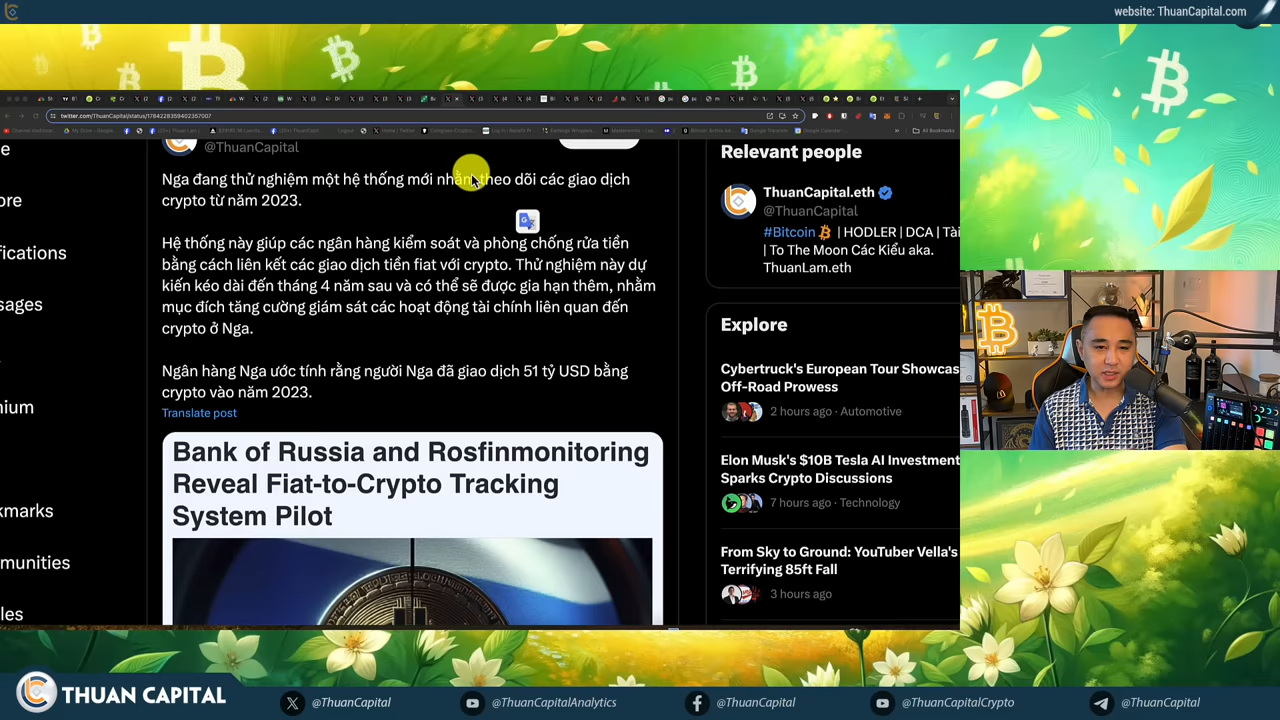 website: ThuanCapital.com
twitter.com/ThuanCapital/status/1784228359402357007
All Bookmarks
@ThuanCapital
Nga đang thử nghiệm một hệ thống mới nhằm theo dõi các giao dịch
crypto từ năm 2023.
Hệ thống này giúp các ngân hàng kiểm soát và phòng chống rửa tiền
bằng cách liên kết các giao dịch tiền fiat với crypto. Thử nghiệm này dự
kiến kéo dài đến tháng 4 năm sau và có thể sẽ được gia hạn thêm, nhằm
mục đích tăng cường giám sát các hoạt động tài chính liên quan đến
crypto ở Nga.
Ngân hàng Nga ước tính rằng người Nga đã giao dịch 51 tỷ USD bằng
crypto vào năm 2023.
Translate post
Bank of Russia and Rosfinmonitoring
Reveal Fiat-to-Crypto Tracking
System Pilot
e
ore
fications
sages
nium
kmarks
munities
les
Relevant people
ThuanCapital.eth
@ThuanCapital
#Bitcoin | HODLER | DCA | Tài
| To The Moon Các Kiểu aka.
ThuanLam.eth
Explore
Cybertruck's European Tour Showcas
Off-Road Prowess
2 hours ago · Automotive
Elon Musk's $10B Tesla AI Investment
Sparks Crypto Discussions
7 hours ago · Technology
From Sky to Ground: YouTuber Vella's
Terrifying 85ft Fall
3 hours ago
THUAN CAPITAL
@ThuanCapital
@ThuanCapitalAnalytics
@ThuanCapital
@ThuanCapitalCrypto
@ThuanCapital